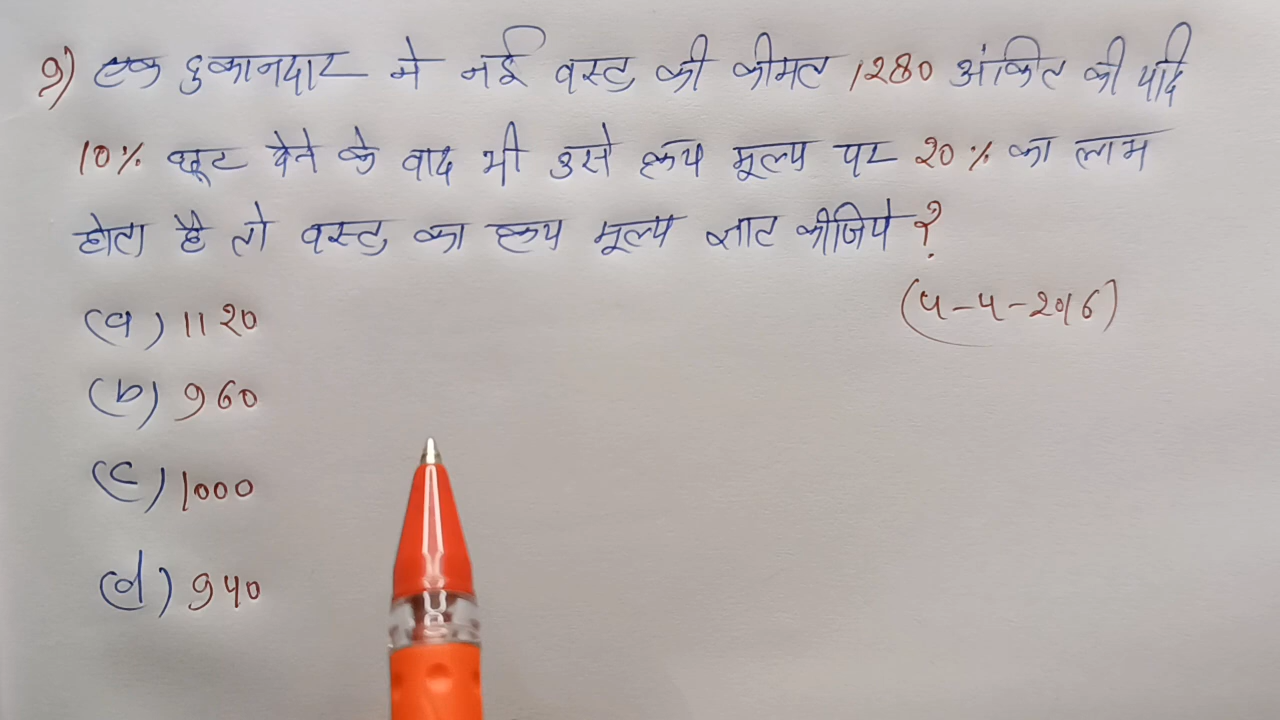 9) एक दुकानदार ने नई वस्तु की कीमत 1280 अंकित की यदि
10% छूट देने के बाद भी उसे क्रय मूल्य पर 20% का लाभ
होता है तो वस्तु का क्रय मूल्य ज्ञात कीजिये ?
(4-4-2016)
(a) 1120
(b) 960
(c) 1000
(d) 940